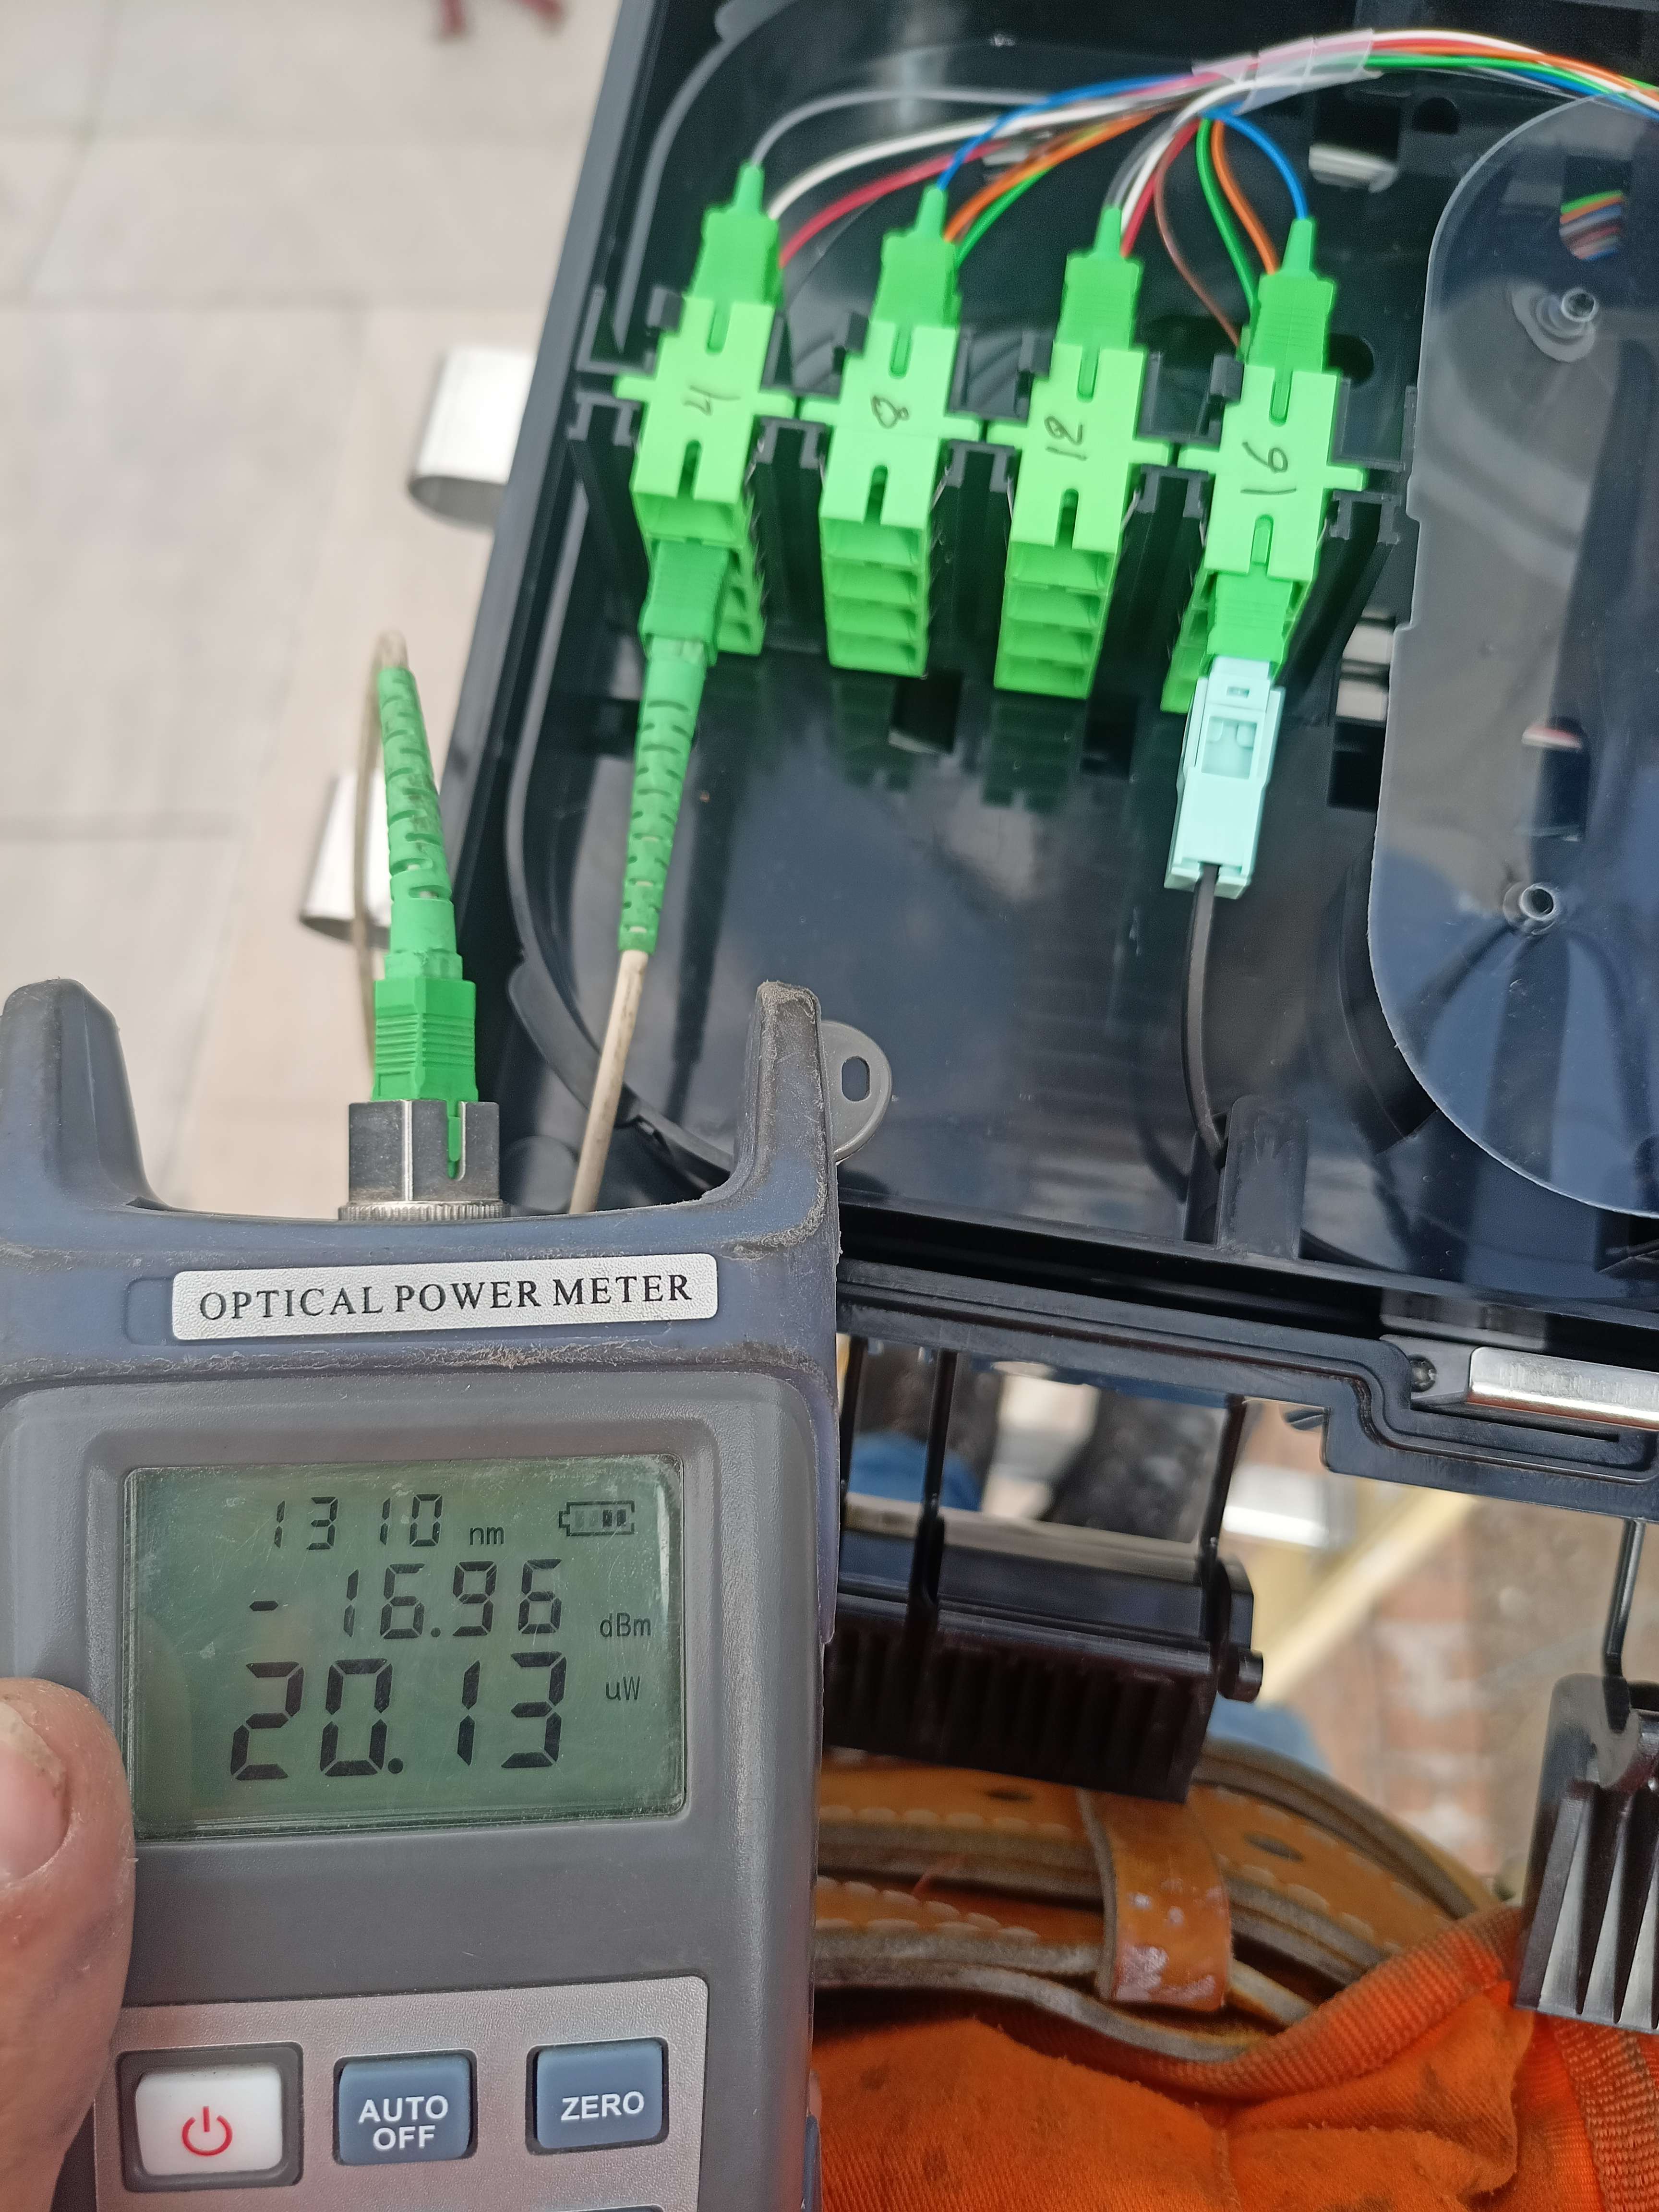 4
8
12
16
OPTICAL POWER METER
1310 nm
-16.96 dBm
20.13 uW
AUTO
OFF
ZERO